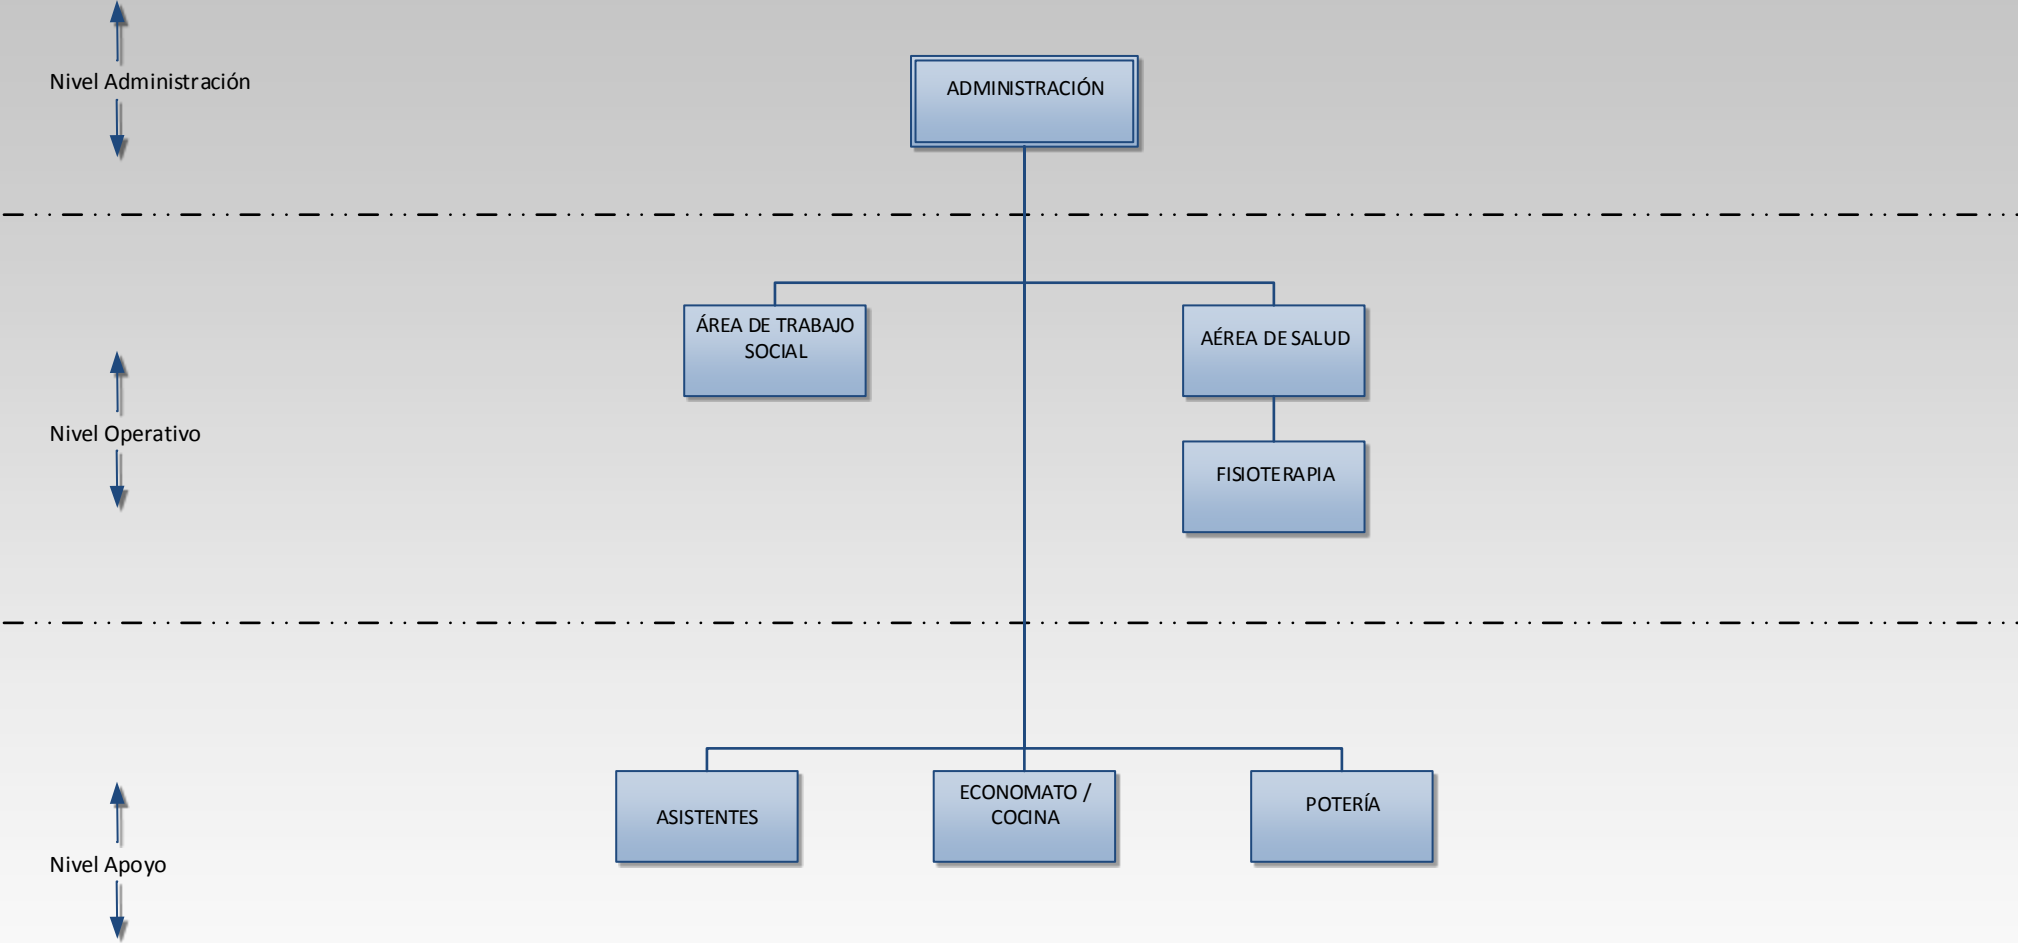 Nivel Administración
ADMINISTRACIÓN
ÁREA DE TRABAJO
SOCIAL
AÉREA DE SALUD
Nivel Operativo
FISIOTERAPIA
ASISTENTES
ECONOMATO /
COCINA
POTERÍA
Nivel Apoyo